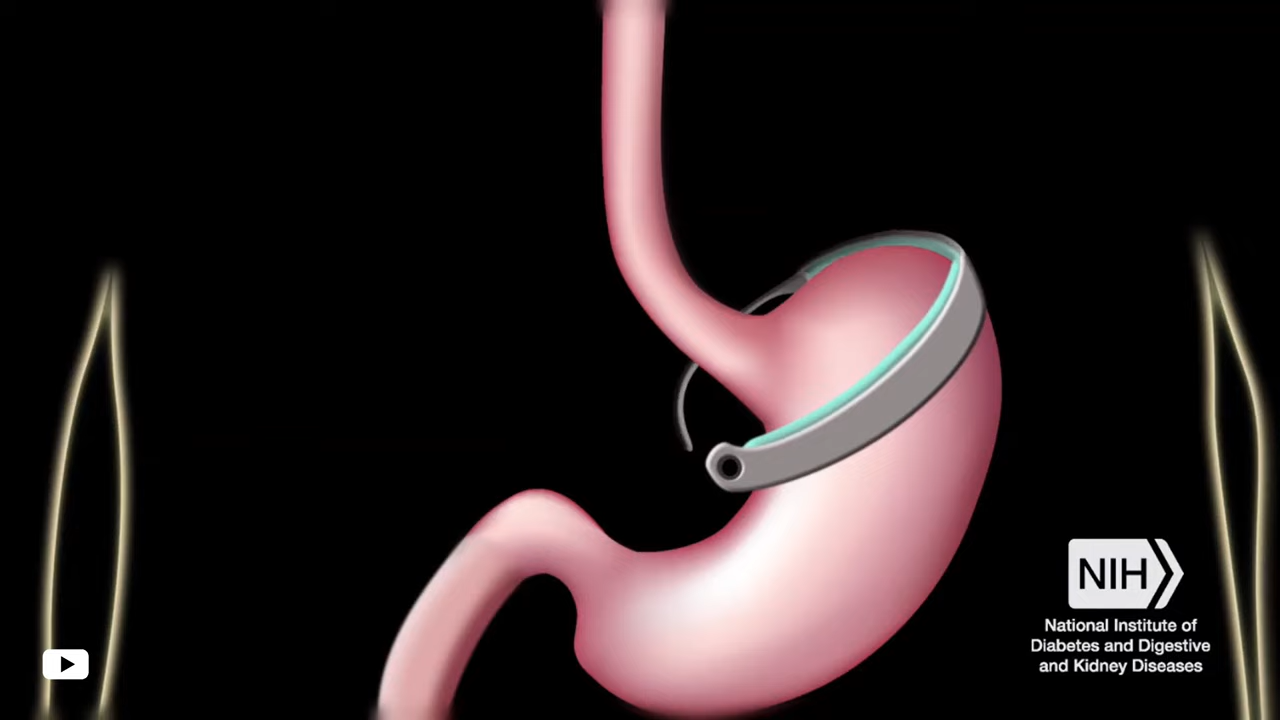 NIH
National Institute of
Diabetes and Digestive
and Kidney Diseases